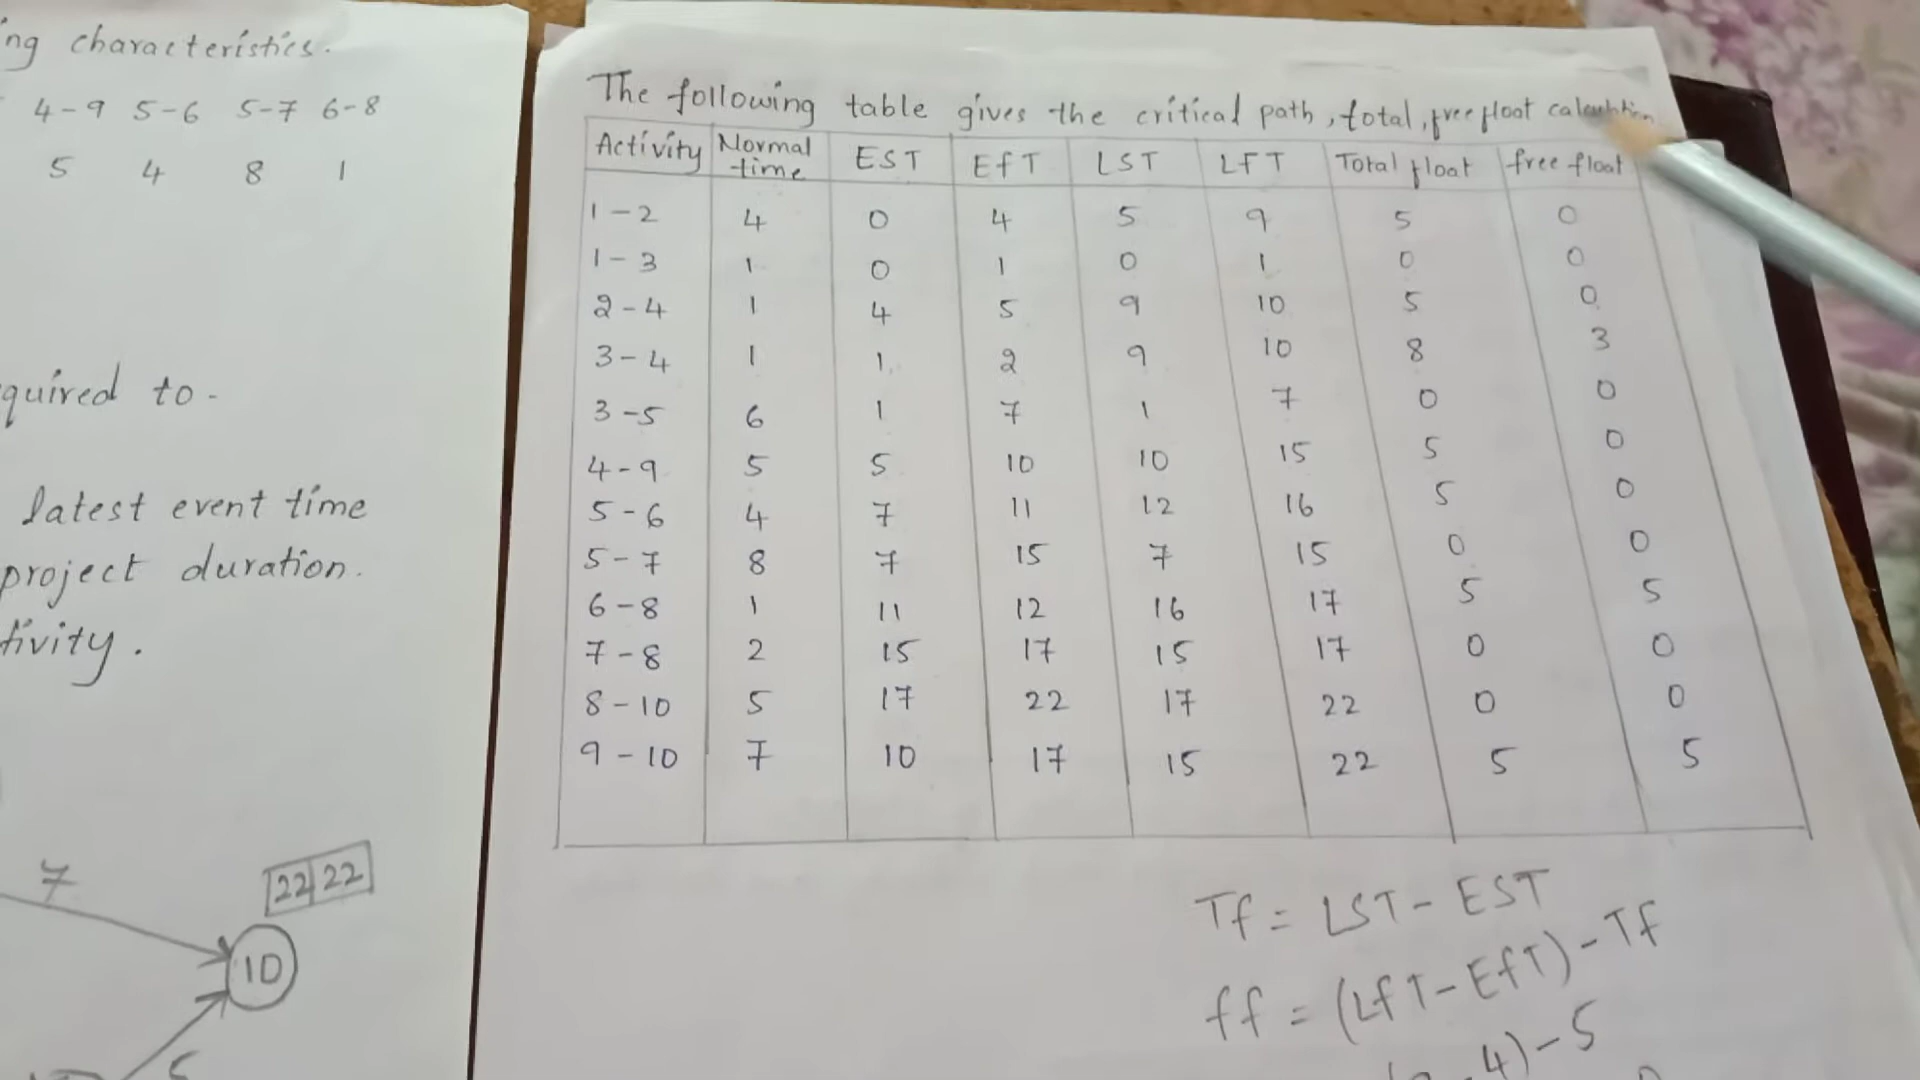 ng characteristics.
4-9 5-6 5-7 6-8
5 4 8 1
quired to -
latest event time
project duration.
tivity.
7
22 22
10
5
The following table gives the critical path, total, free float calculation
Activity Normal time EST EfT LST LFT Total float free float
1-2 4 0 4 5 9 5 0
1-3 1 0 1 0 1 0 0
2-4 1 4 5 9 10 5 0
3-4 1 1 2 9 10 8 3
3-5 6 1 7 1 7 0 0
4-9 5 5 10 10 15 5 0
5-6 4 7 11 12 16 5 0
5-7 8 7 15 7 15 0 0
6-8 1 11 12 16 17 5 5
7-8 2 15 17 15 17 0 0
8-10 5 17 22 17 22 0 0
9-10 7 10 17 15 22 5 5
Tf = LST - EST
ff = (LfT - EfT) - Tf
4) - 5